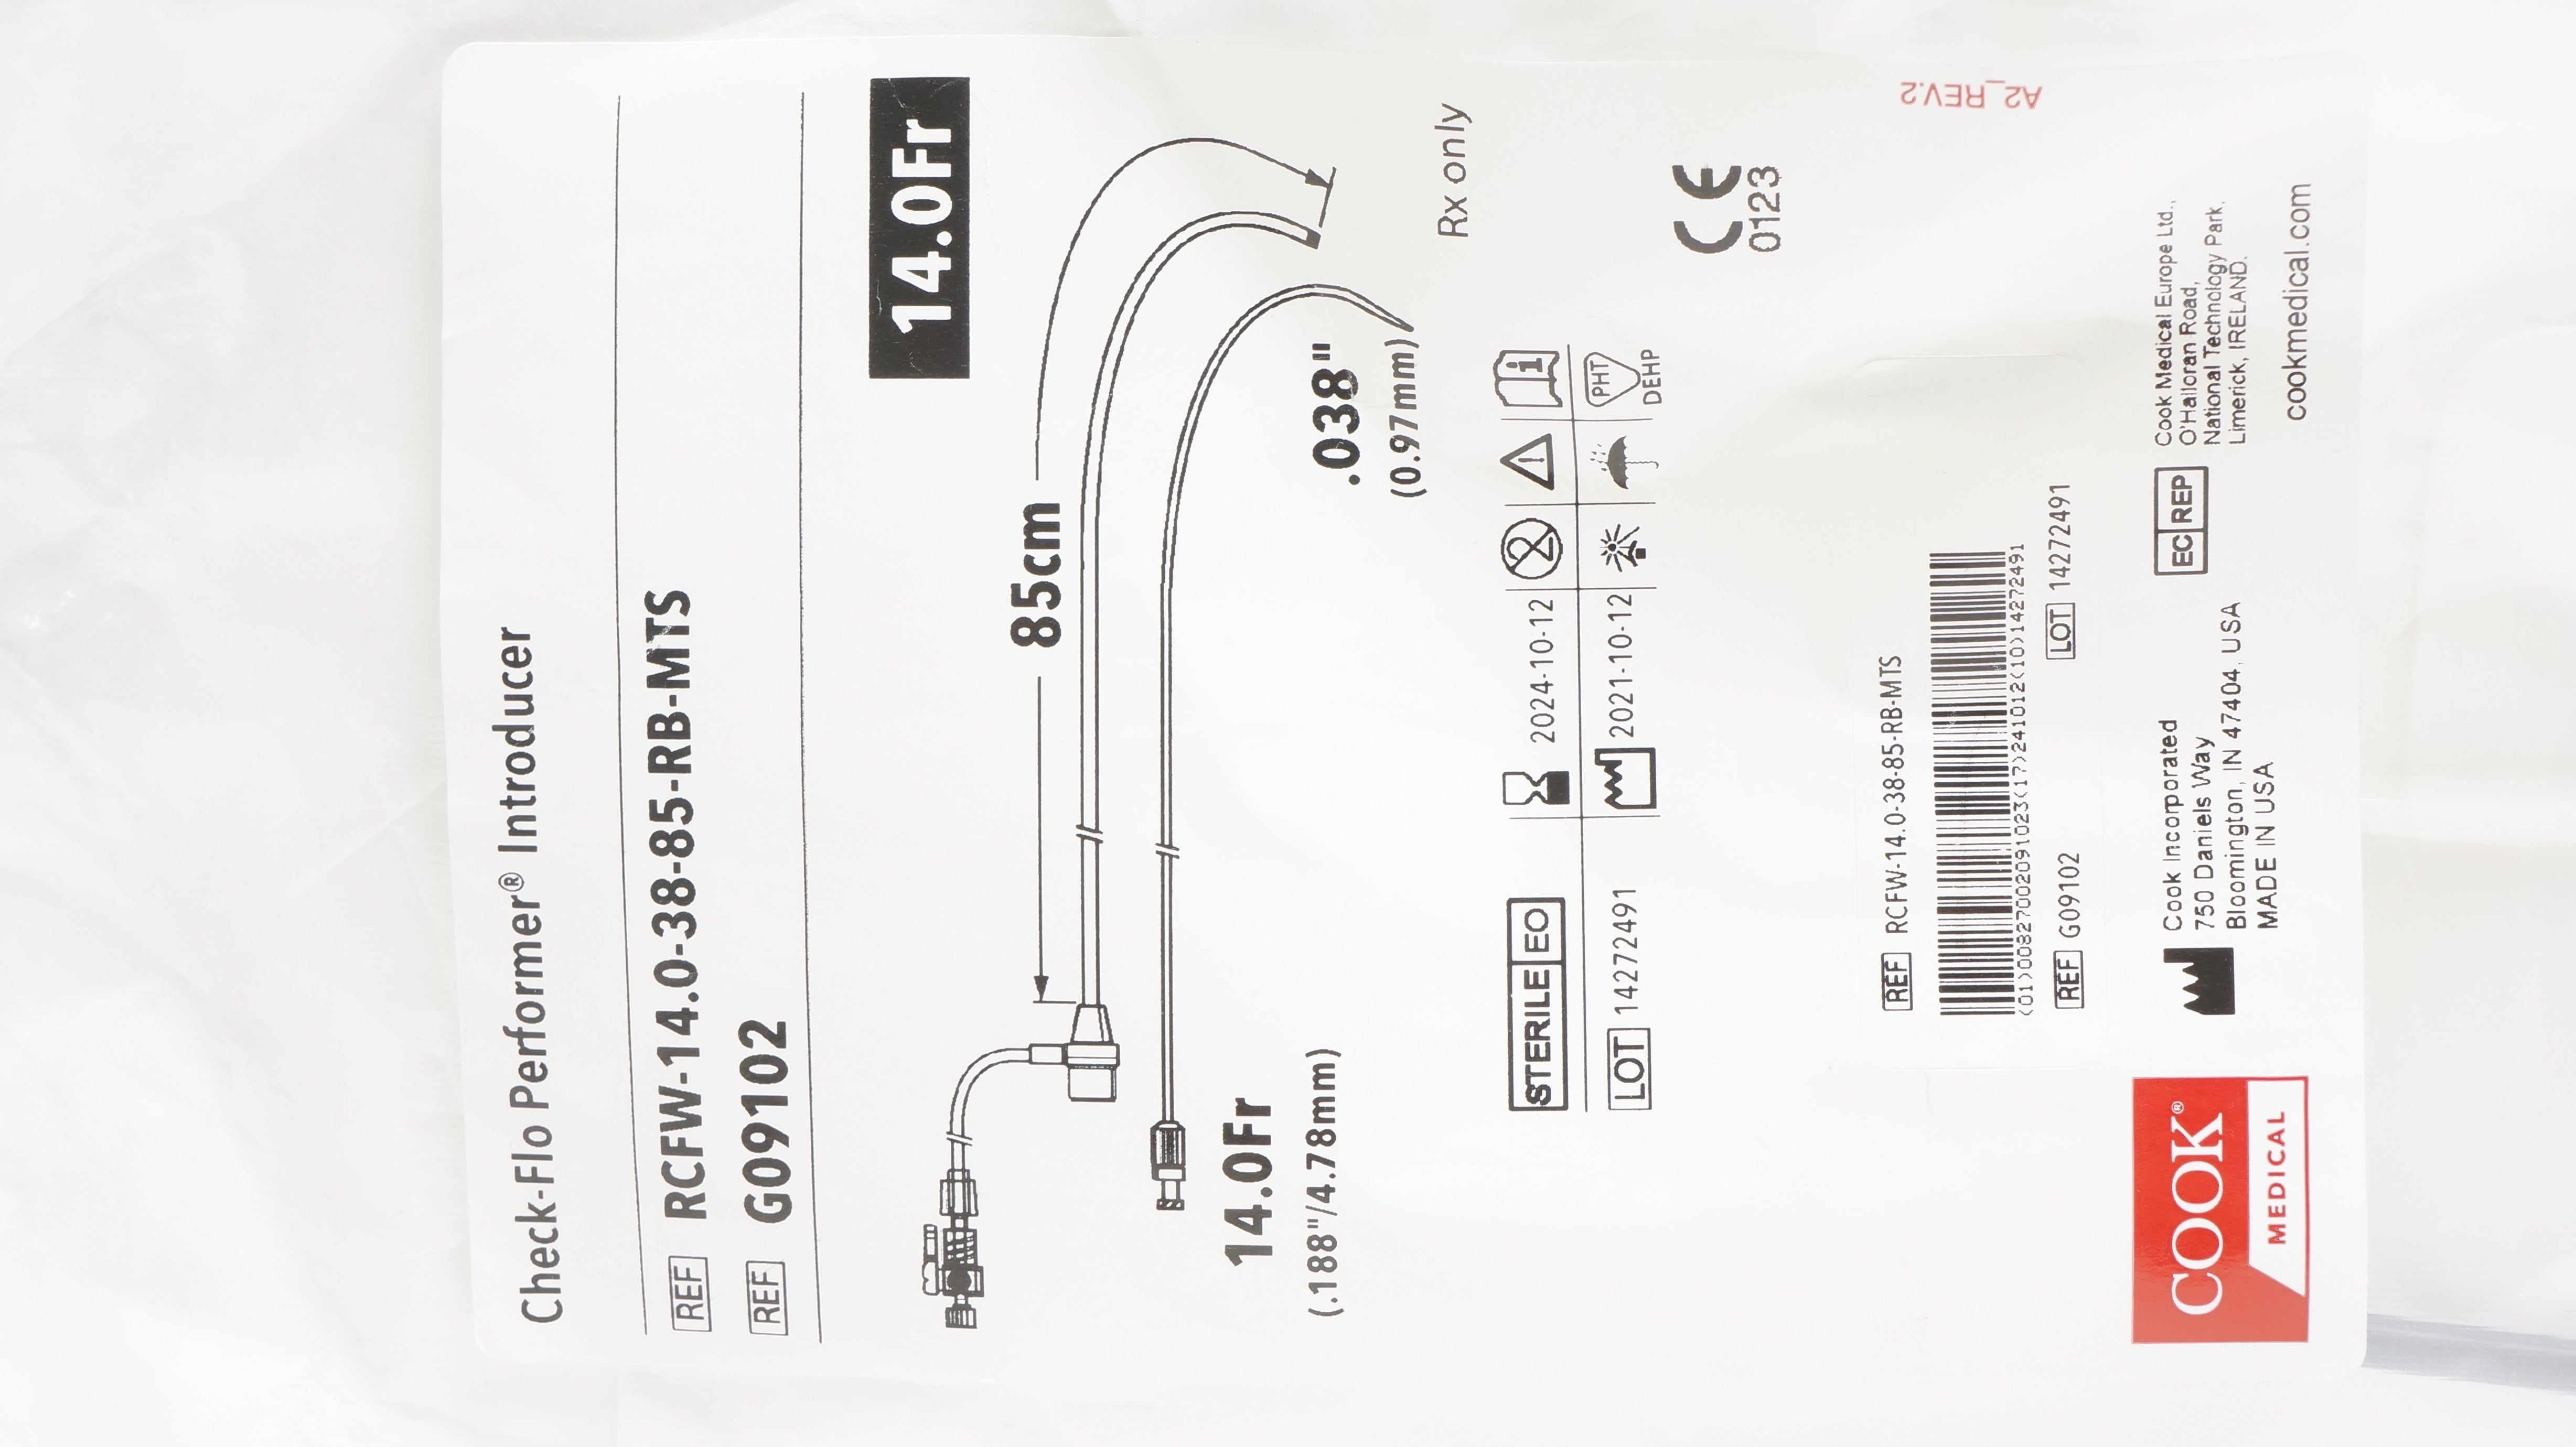 Check-Flo Performer® Introducer
REF RCFW-14.0-38-85-RB-MTS
REF G09102
14.0Fr
85cm
14.0Fr
(.188"/4.78mm)
.038"
(0.97mm)
Rx only
STERILE EO
2024-10-12
LOT 14272491
2021-10-12
PHT
DEHP
CE
0123
A2_REV.2
REF RCFW-14.0-38-85-RB-MTS
(01)00827002091023(17)241012(10)14272491
REF G09102
LOT 14272491
COOK®
MEDICAL
Cook Incorporated
750 Daniels Way
Bloomington, IN 47404, USA
MADE IN USA
EC REP
Cook Medical Europe Ltd.,
O'Halloran Road,
National Technology Park,
Limerick, IRELAND.
cookmedical.com